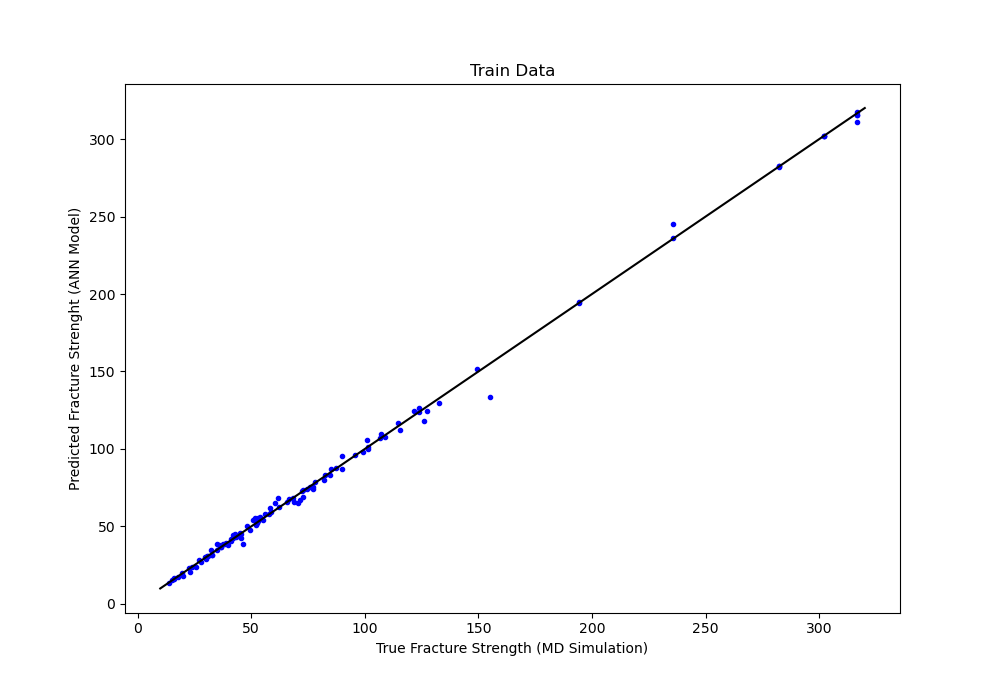 Train Data
Predicted Fracture Strenght (ANN Model)
300
250
200
150
100
50
0
0 50 100 150 200 250 300
True Fracture Strength (MD Simulation)